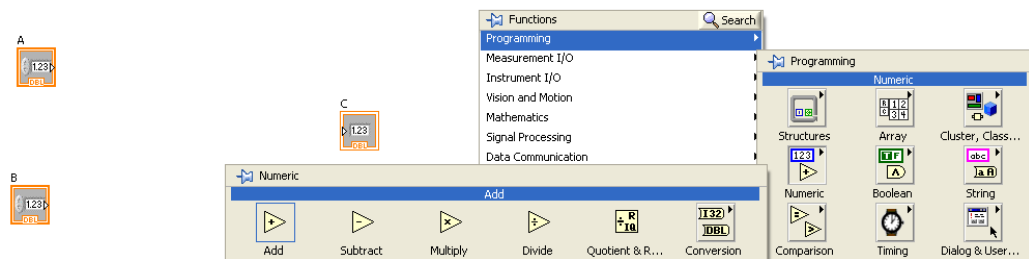 A
1.23
DBL
B
1.23
DBL
C
1.23
DBL
Functions
Search
Programming
Measurement I/O
Instrument I/O
Vision and Motion
Mathematics
Signal Processing
Data Communication
Programming
Numeric
Structures
Array
Cluster, Class...
123
T F
abc
a A
Numeric
Boolean
String
Comparison
Timing
Dialog & User...
Numeric
Add
R
IQ
I32
DBL
Add
Subtract
Multiply
Divide
Quotient & R...
Conversion